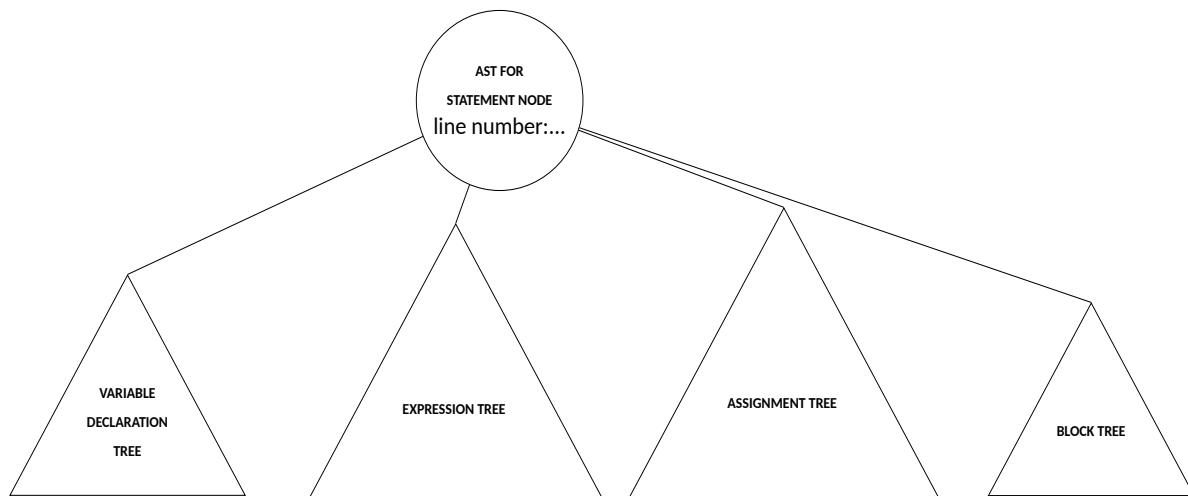 AST FOR
STATEMENT NODE
line number:...
VARIABLE
DECLARATION
TREE
EXPRESSION TREE
ASSIGNMENT TREE
BLOCK TREE